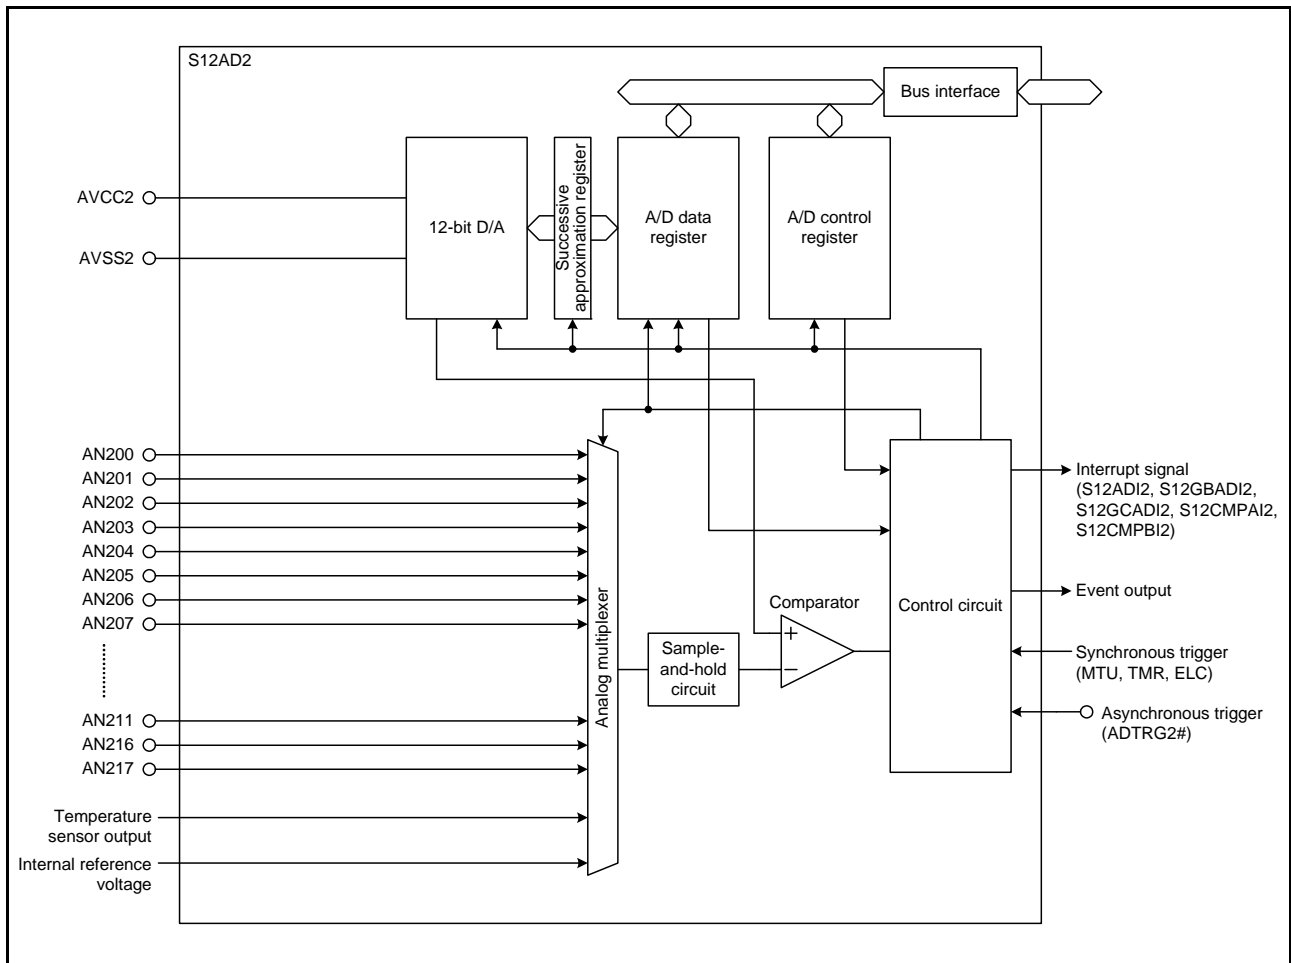 S12AD2
Bus interface
AVCC2
AVSS2
12-bit D/A
Successive
approximation register
A/D data
register
A/D control
register
AN200
AN201
AN202
AN203
AN204
AN205
AN206
AN207
AN211
AN216
AN217
Temperature
sensor output
Internal reference
voltage
Analog multiplexer
Sample-
and-hold
circuit
Comparator
+
−
Control circuit
Interrupt signal
(S12ADI2, S12GBADI2,
S12GCADI2, S12CMPAI2,
S12CMPBI2)
Event output
Synchronous trigger
(MTU, TMR, ELC)
Asynchronous trigger
(ADTRG2#)